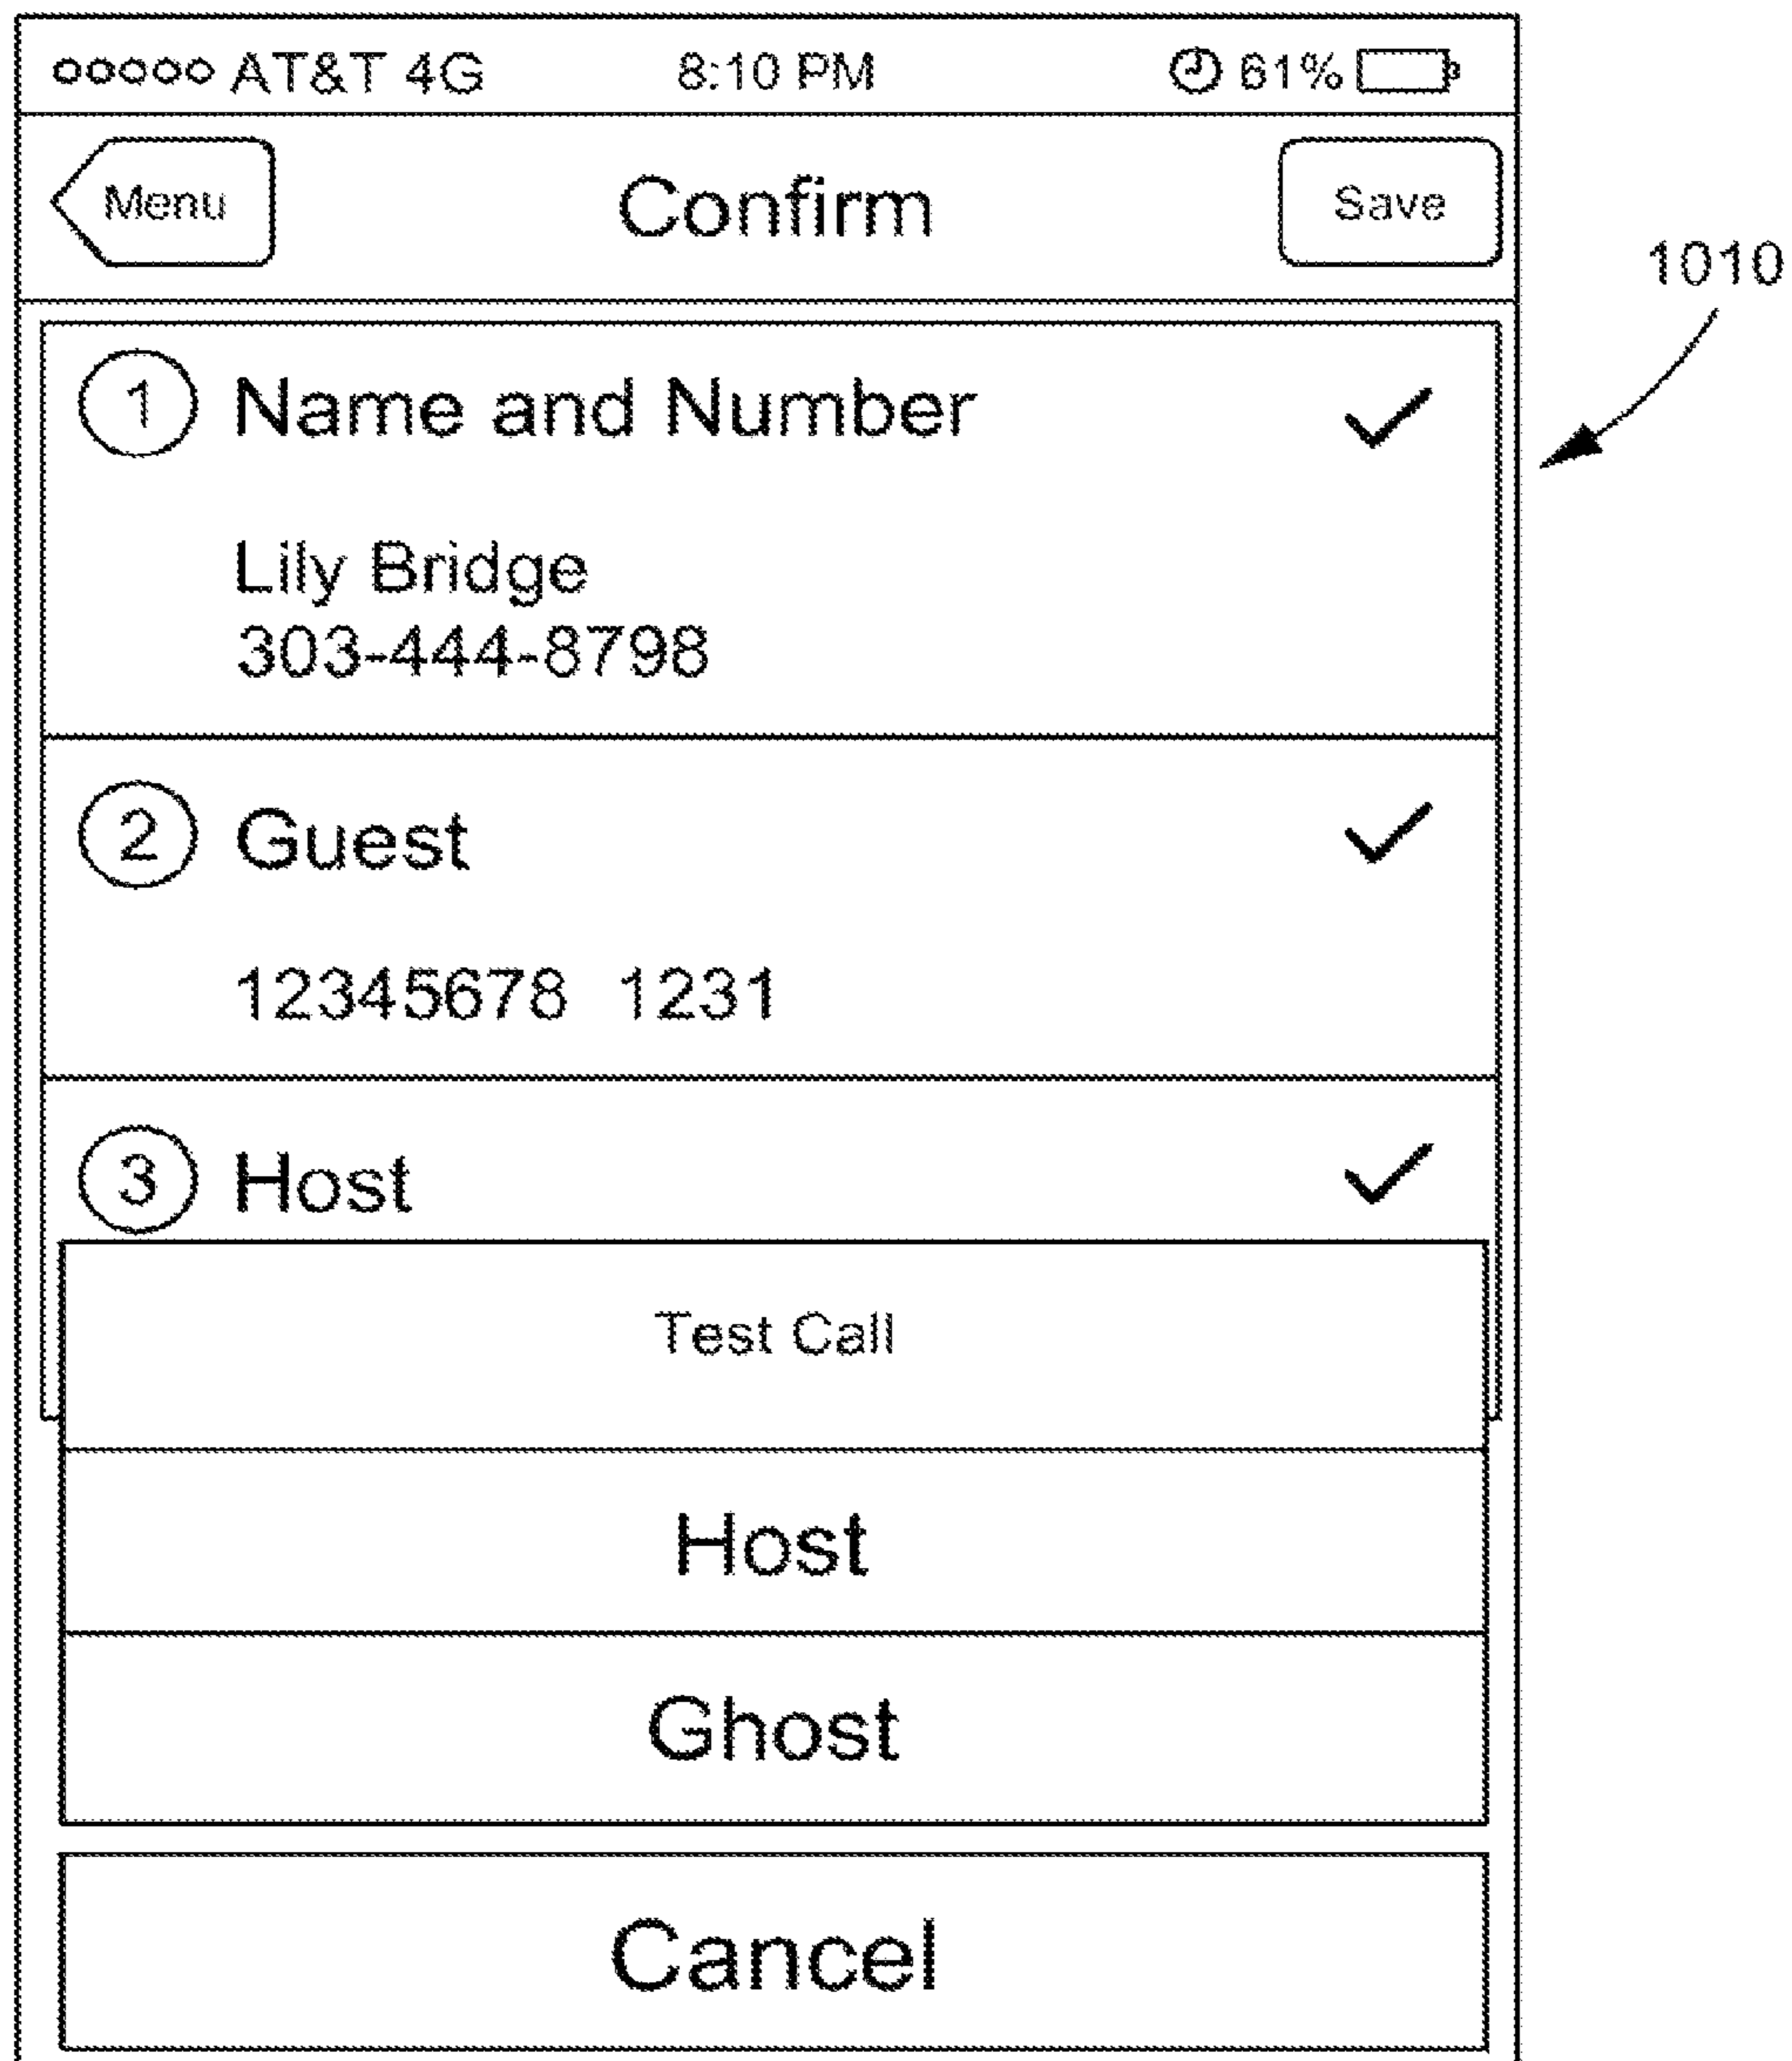 ooooo AT&T 4G 8:10 PM 61%
Menu Confirm Save
1010
1 Name and Number
Lily Bridge
303-444-8798
2 Guest
12345678 1231
3 Host
Test Call
Host
Ghost
Cancel